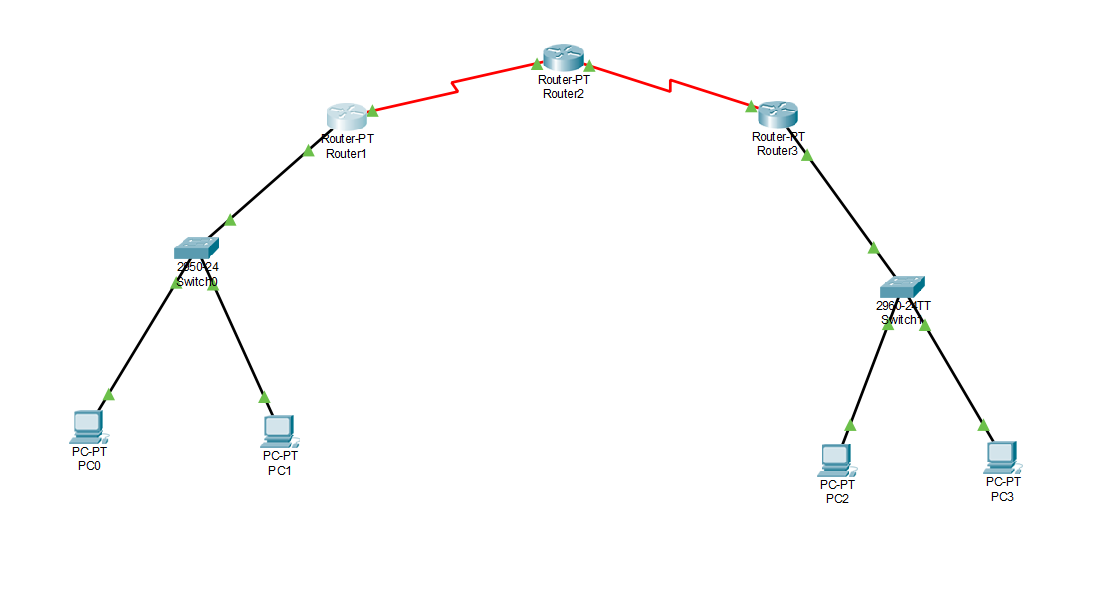 Router-PT
Router2
Router-PT
Router1
Router-PT
Router3
2950-24
Switch0
2960-24TT
Switch1
PC-PT
PC0
PC-PT
PC1
PC-PT
PC2
PC-PT
PC3